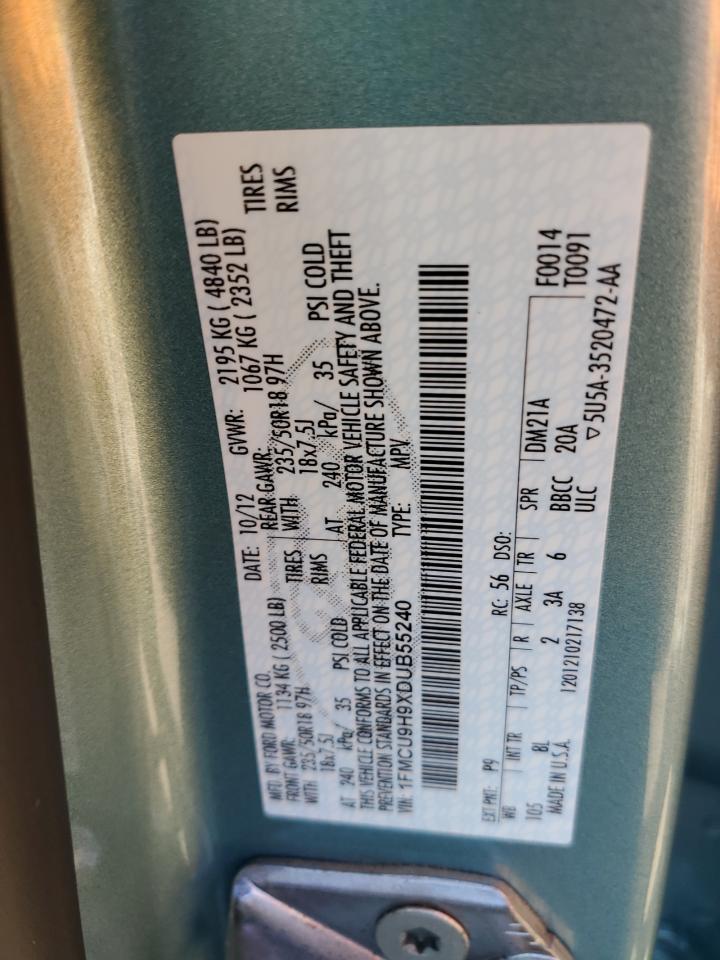 MFD. BY FORD MOTOR CO.
DATE: 10/12 GVWR: 2195 KG ( 4840 LB)
FRONT GAWR: 1134 KG ( 2500 LB) REAR GAWR: 1067 KG ( 2352 LB)
WITH 235/50R18 97H TIRES WITH 235/50R18 97H TIRES
18x7.5J RIMS 18x7.5J RIMS
AT 240 kPa/ 35 PSI COLD AT 240 kPa/ 35 PSI COLD
THIS VEHICLE CONFORMS TO ALL APPLICABLE FEDERAL MOTOR VEHICLE SAFETY AND THEFT
PREVENTION STANDARDS IN EFFECT ON THE DATE OF MANUFACTURE SHOWN ABOVE.
VIN: 1FMCU9H9XDUB55240 TYPE: MPV
EXT PNT: P9 RC: 56 DSO: F0014
WB INT TR TP/PS R AXLE TR SPR DM21A T0091
105 BL 2 3A 6 BBCC 20A
MADE IN U.S.A. 120121021713​8 ULC ▽5U5A-3520472-AA